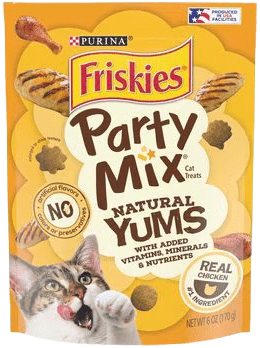 PRODUCED
IN USA
FACILITIES
PURINA
Friskies
Party
Mix
Cat
Treats
NATURAL
YUMS
WITH ADDED
VITAMINS, MINERALS
& NUTRIENTS
NO
artificial flavors
colors or preservatives
REAL
CHICKEN
#1 INGREDIENT
NET WT 6 OZ (170g)